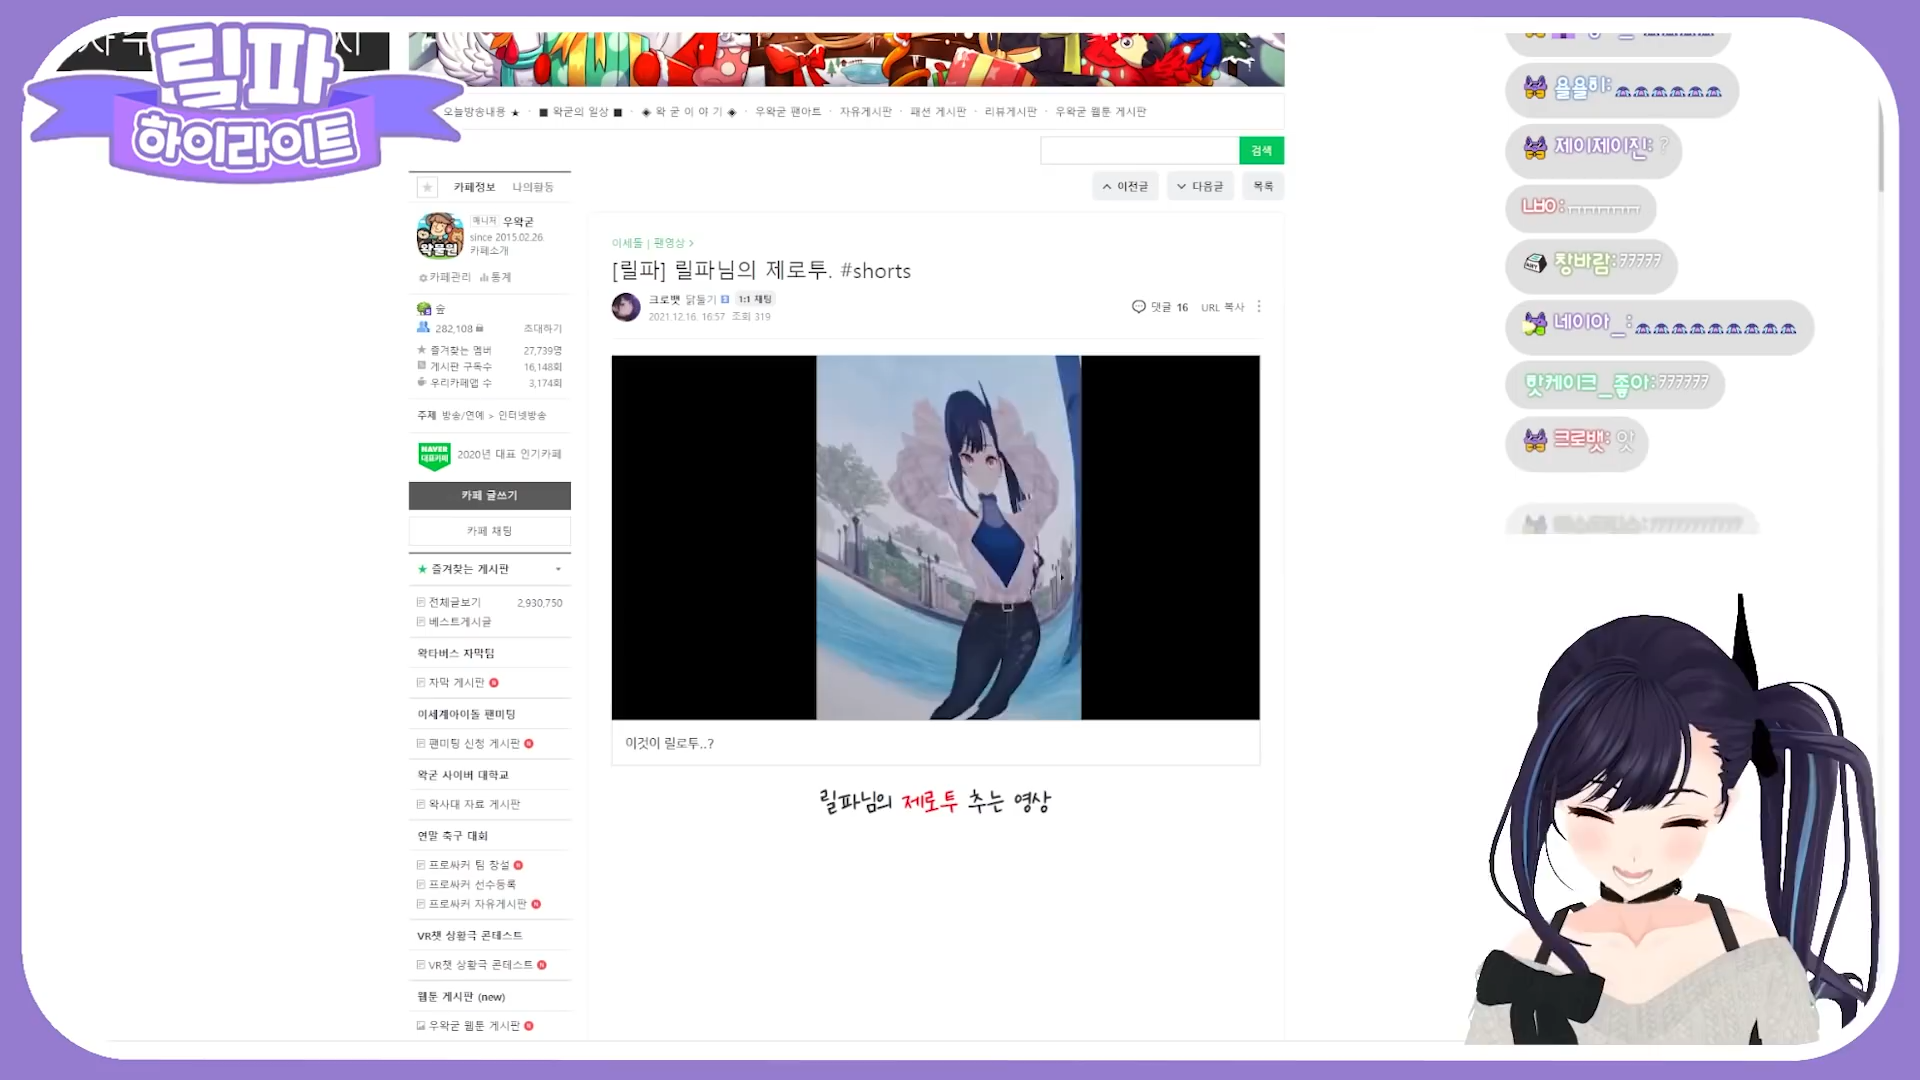 릴파
하이라이트
오늘방송내용 ★ · ■ 왁굳의 일상 ■ · ◈ 왁 굳 이 야 기 ◈ · 우왁굳 팬아트 · 자유게시판 · 패션 게시판 · 리뷰게시판 · 우왁굳 웹툰 게시판
검색
이전글 다음글 목록
카페정보 나의활동
왁물원
매니저 우왁굳
since 2015.02.26.
카페소개
카페관리 통계
숲
282,108 초대하기
즐겨찾는 멤버 27,739명
게시판 구독수 16,148회
우리카페앱 수 3,174회
주제 방송/연예 > 인터넷방송
NAVER
대표카페
2020년 대표 인기카페
카페 글쓰기
카페 채팅
★ 즐겨찾는 게시판
전체글보기 2,930,750
베스트게시글
왁타버스 자막팀
자막 게시판 N
이세계아이돌 팬미팅
팬미팅 신청 게시판 N
왁굳 사이버 대학교
왁사대 자료 게시판
연말 축구 대회
프로싸커 팀 창설 N
프로싸커 선수등록
프로싸커 자유게시판 N
VR챗 상황극 콘테스트
VR챗 상황극 콘테스트 N
웹툰 게시판 (new)
우왁굳 웹툰 게시판 N
이세돌 | 팬영상 >
[릴파] 릴파님의 제로투. #shorts
크로뱃 닭둘기 1:1 채팅
2021.12.16. 16:57 조회 319
댓글 16 URL 복사
이것이 릴로투..?
릴파님의 제로투 추는 영상
욜욜하:
제이제이진: ?
창바람: ?????
네이아_:
맛케이크_좋아: ??????
크로뱃: 앗